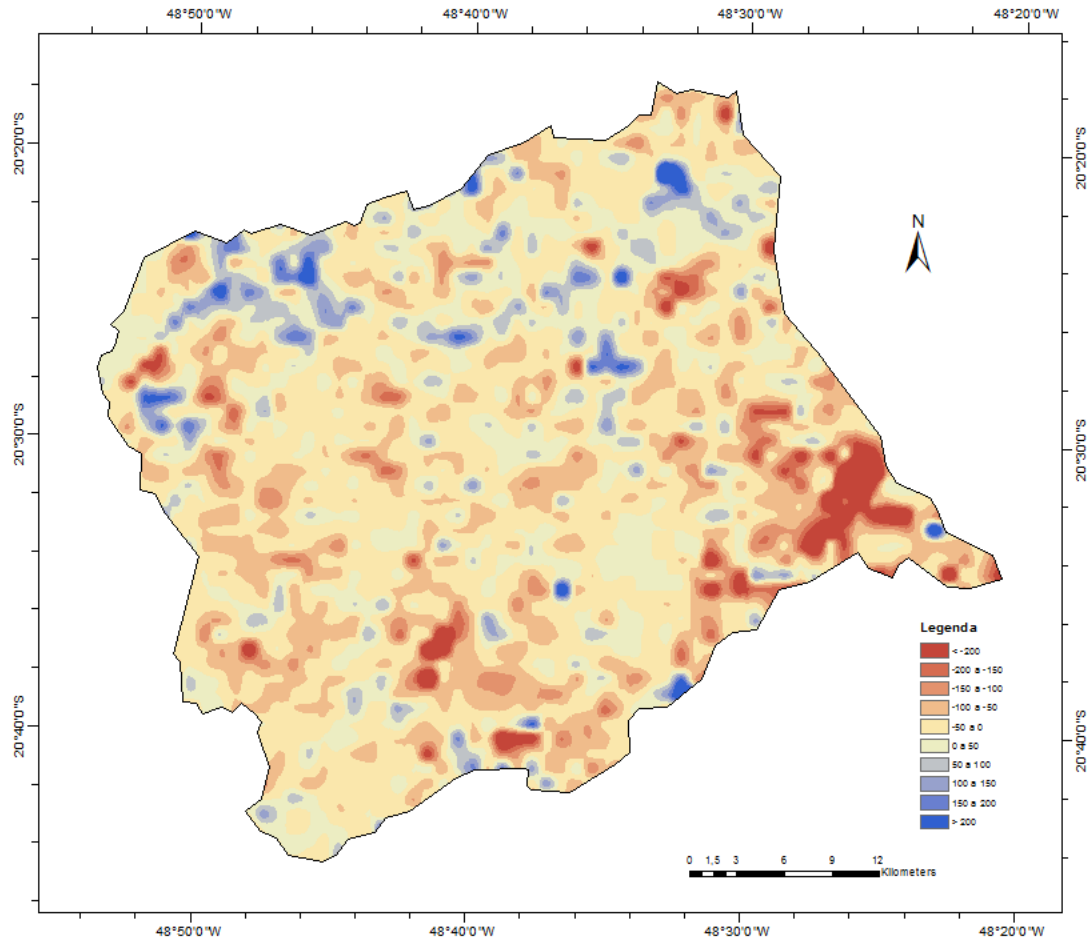 48°50'0"W 48°40'0"W 48°30'0"W 48°20'0"W
20°20'0"S 20°20'0"S
N
20°30'0"S 20°30'0"S
Legenda
< -200
-200 a -150
-150 a -100
-100 a -50
-50 a 0
0 a 50
50 a 100
100 a 150
150 a 200
> 200
20°40'0"S 20°40'0"S
0 1,5 3 6 9 12
Kilometers
48°50'0"W 48°40'0"W 48°30'0"W 48°20'0"W